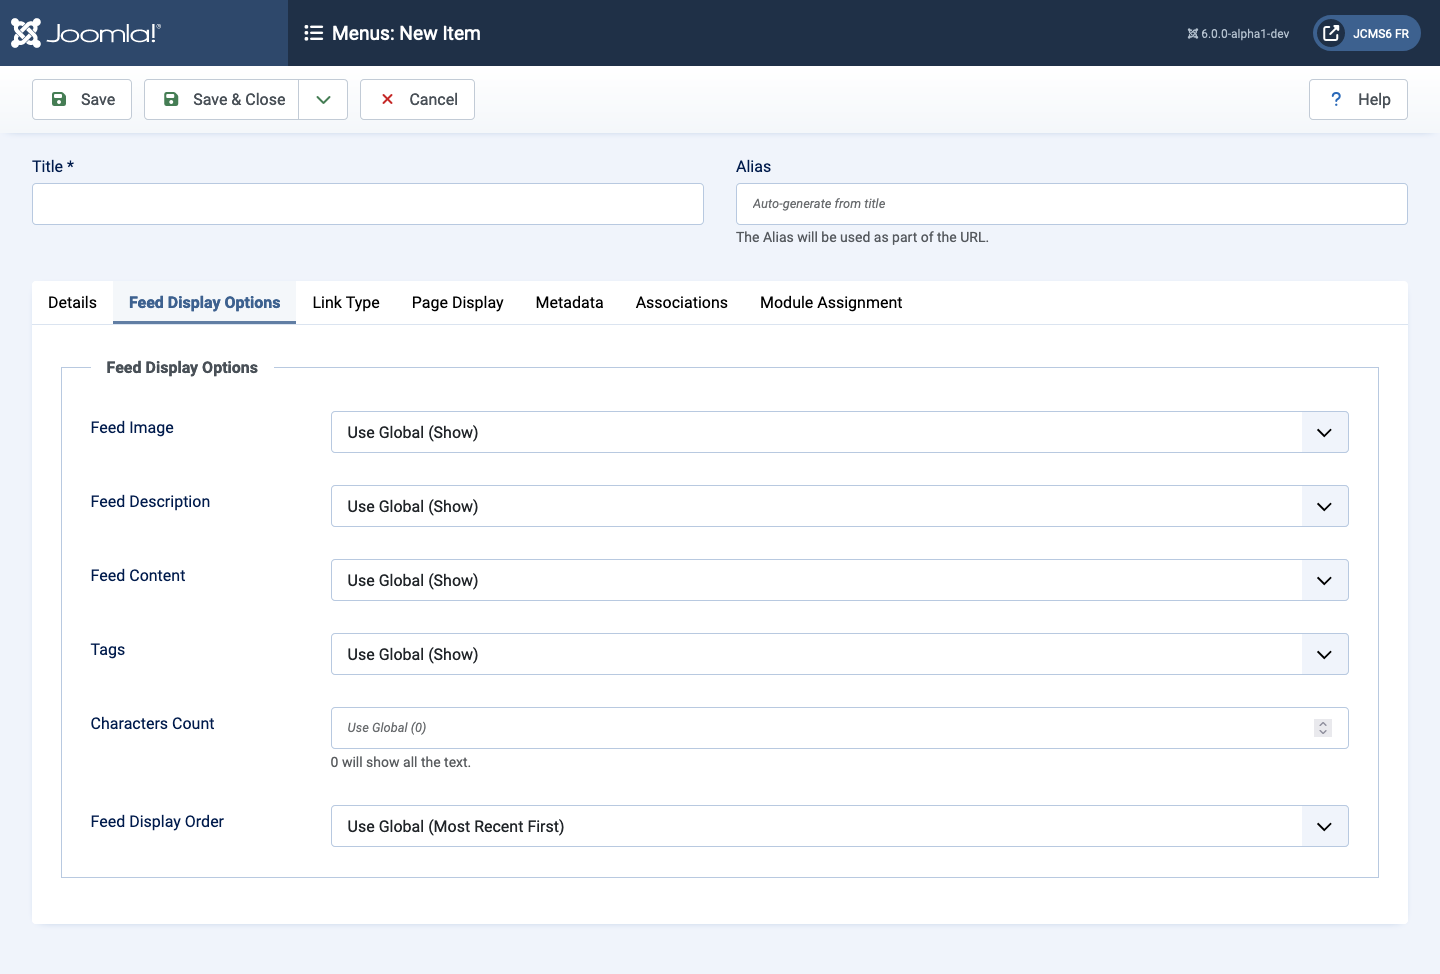 Joomla!®
Menus: New Item
6.0.0-alpha1-dev
JCMS6 FR
Save
Save & Close
Cancel
? Help
Title *
Alias
Auto-generate from title
The Alias will be used as part of the URL.
Details
Feed Display Options
Link Type
Page Display
Metadata
Associations
Module Assignment
Feed Display Options
Feed Image
Use Global (Show)
Feed Description
Use Global (Show)
Feed Content
Use Global (Show)
Tags
Use Global (Show)
Characters Count
Use Global (0)
0 will show all the text.
Feed Display Order
Use Global (Most Recent First)